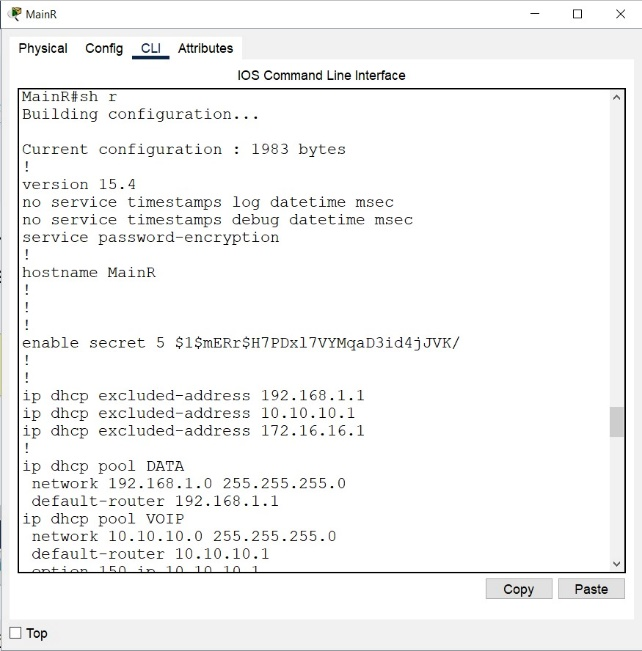 MainR
Physical Config CLI Attributes
IOS Command Line Interface
MainR#sh r
Building configuration...
Current configuration : 1983 bytes
!
version 15.4
no service timestamps log datetime msec
no service timestamps debug datetime msec
service password-encryption
!
hostname MainR
!
!
!
enable secret 5 $1$mERr$H7PDxl7VYMqaD3id4jJVK/
!
!
ip dhcp excluded-address 192.168.1.1
ip dhcp excluded-address 10.10.10.1
ip dhcp excluded-address 172.16.16.1
!
ip dhcp pool DATA
network 192.168.1.0 255.255.255.0
default-router 192.168.1.1
ip dhcp pool VOIP
network 10.10.10.0 255.255.255.0
default-router 10.10.10.1
option 150 ip 10.10.10.1
Copy Paste
Top